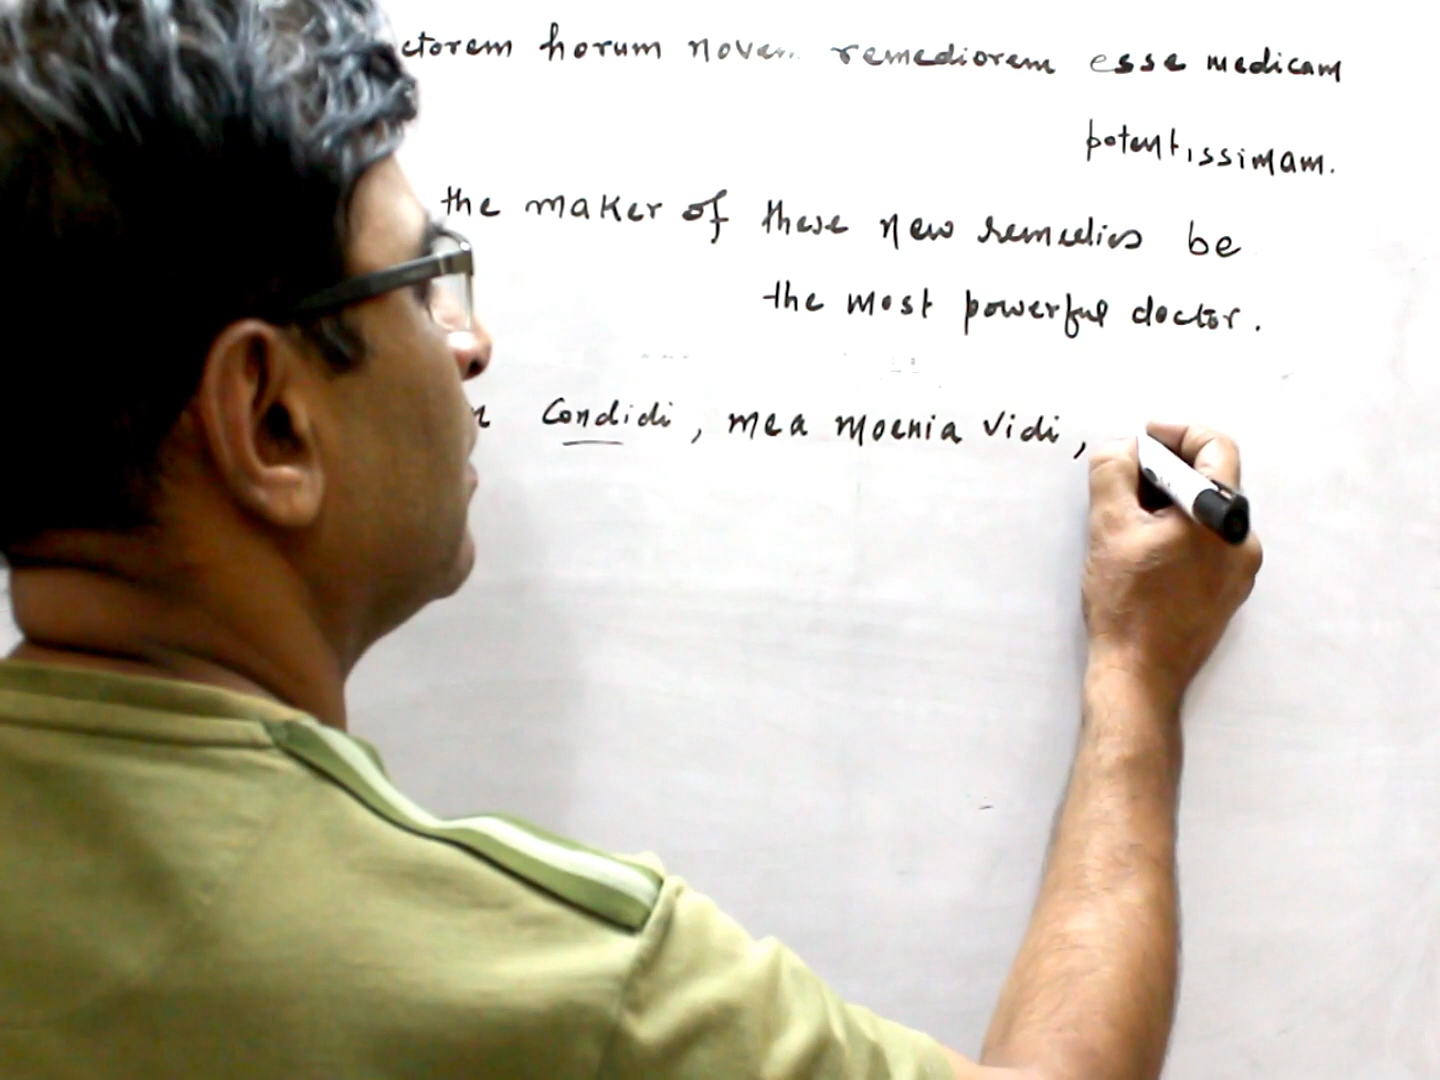 ctorem horum remediorem esse medicam
potentissimam.
the maker of these new remedies be
the most powerful doctor.
Condidi, mea moenia vidi,